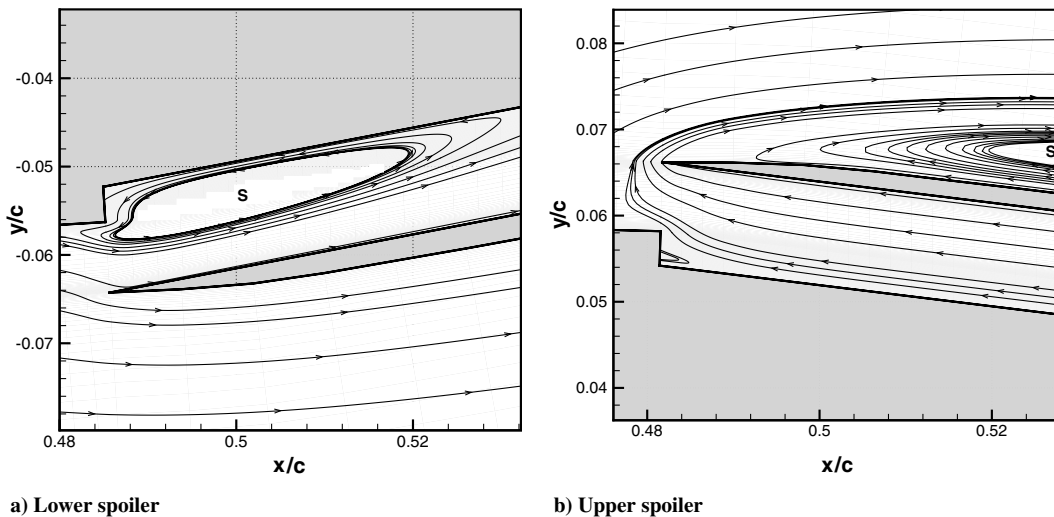 -0.04
-0.05
-0.06
-0.07
y/c
S
0.48
0.5
0.52
x/c
a) Lower spoiler
0.08
0.07
0.06
0.05
0.04
y/c
S
0.48
0.5
0.52
x/c
b) Upper spoiler